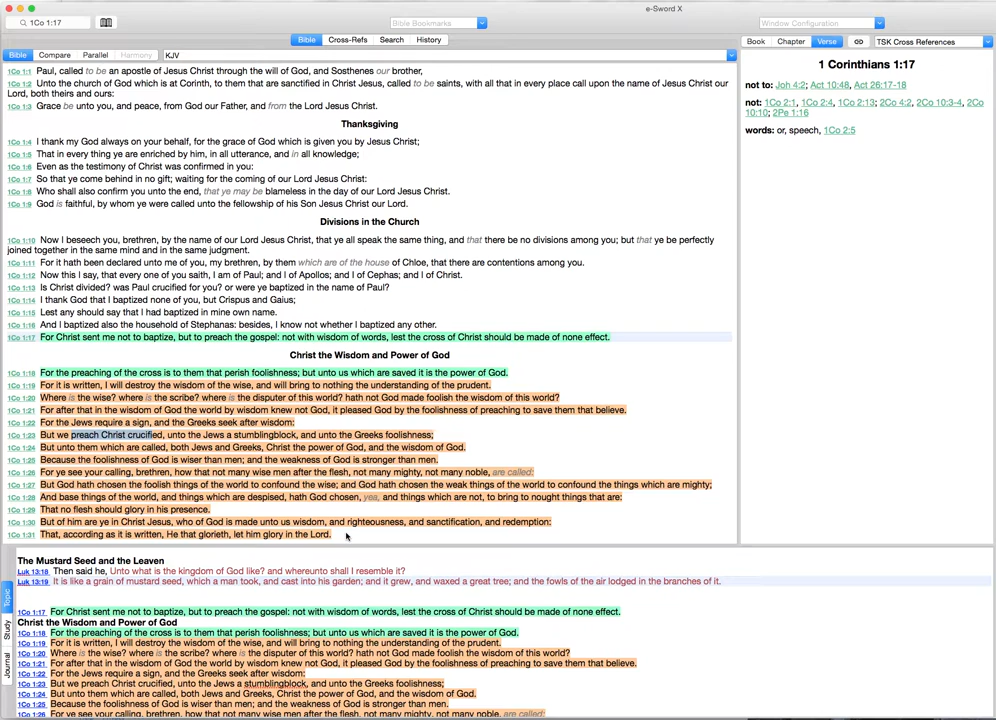 e-Sword X
1Co 1:17
Bible Bookmarks
Window Configuration
Bible Cross-Refs Search History
Book Chapter Verse TSK Cross References
Bible Compare Parallel Harmony KJV
1Co 1:1 Paul, called to be an apostle of Jesus Christ through the will of God, and Sosthenes our brother,
1Co 1:2 Unto the church of God which is at Corinth, to them that are sanctified in Christ Jesus, called to be saints, with all that in every place call upon the name of Jesus Christ our
Lord, both theirs and ours:
1Co 1:3 Grace be unto you, and peace, from God our Father, and from the Lord Jesus Christ.
Thanksgiving
1Co 1:4 I thank my God always on your behalf, for the grace of God which is given you by Jesus Christ;
1Co 1:5 That in every thing ye are enriched by him, in all utterance, and in all knowledge;
1Co 1:6 Even as the testimony of Christ was confirmed in you:
1Co 1:7 So that ye come behind in no gift; waiting for the coming of our Lord Jesus Christ:
1Co 1:8 Who shall also confirm you unto the end, that ye may be blameless in the day of our Lord Jesus Christ.
1Co 1:9 God is faithful, by whom ye were called unto the fellowship of his Son Jesus Christ our Lord.
Divisions in the Church
1Co 1:10 Now I beseech you, brethren, by the name of our Lord Jesus Christ, that ye all speak the same thing, and that there be no divisions among you; but that ye be perfectly
joined together in the same mind and in the same judgment.
1Co 1:11 For it hath been declared unto me of you, my brethren, by them which are of the house of Chloe, that there are contentions among you.
1Co 1:12 Now this I say, that every one of you saith, I am of Paul; and I of Apollos; and I of Cephas; and I of Christ.
1Co 1:13 Is Christ divided? was Paul crucified for you? or were ye baptized in the name of Paul?
1Co 1:14 I thank God that I baptized none of you, but Crispus and Gaius;
1Co 1:15 Lest any should say that I had baptized in mine own name.
1Co 1:16 And I baptized also the household of Stephanas: besides, I know not whether I baptized any other.
1Co 1:17 For Christ sent me not to baptize, but to preach the gospel: not with wisdom of words, lest the cross of Christ should be made of none effect.
Christ the Wisdom and Power of God
1Co 1:18 For the preaching of the cross is to them that perish foolishness; but unto us which are saved it is the power of God.
1Co 1:19 For it is written, I will destroy the wisdom of the wise, and will bring to nothing the understanding of the prudent.
1Co 1:20 Where is the wise? where is the scribe? where is the disputer of this world? hath not God made foolish the wisdom of this world?
1Co 1:21 For after that in the wisdom of God the world by wisdom knew not God, it pleased God by the foolishness of preaching to save them that believe.
1Co 1:22 For the Jews require a sign, and the Greeks seek after wisdom:
1Co 1:23 But we preach Christ crucified, unto the Jews a stumblingblock, and unto the Greeks foolishness;
1Co 1:24 But unto them which are called, both Jews and Greeks, Christ the power of God, and the wisdom of God.
1Co 1:25 Because the foolishness of God is wiser than men; and the weakness of God is stronger than men.
1Co 1:26 For ye see your calling, brethren, how that not many wise men after the flesh, not many mighty, not many noble, are called:
1Co 1:27 But God hath chosen the foolish things of the world to confound the wise; and God hath chosen the weak things of the world to confound the things which are mighty;
1Co 1:28 And base things of the world, and things which are despised, hath God chosen, yea, and things which are not, to bring to nought things that are:
1Co 1:29 That no flesh should glory in his presence.
1Co 1:30 But of him are ye in Christ Jesus, who of God is made unto us wisdom, and righteousness, and sanctification, and redemption:
1Co 1:31 That, according as it is written, He that glorieth, let him glory in the Lord.
1 Corinthians 1:17
not to: Joh 4:2; Act 10:48, Act 26:17-18
not: 1Co 2:1, 1Co 2:4, 1Co 2:13; 2Co 4:2, 2Co 10:3-4, 2Co
10:10; 2Pe 1:16
words: or, speech, 1Co 2:5
Topic
Study
Journal
The Mustard Seed and the Leaven
Luk 13:18 Then said he, Unto what is the kingdom of God like? and whereunto shall I resemble it?
Luk 13:19 It is like a grain of mustard seed, which a man took, and cast into his garden; and it grew, and waxed a great tree; and the fowls of the air lodged in the branches of it.
1Co 1:17 For Christ sent me not to baptize, but to preach the gospel: not with wisdom of words, lest the cross of Christ should be made of none effect.
Christ the Wisdom and Power of God
1Co 1:18 For the preaching of the cross is to them that perish foolishness; but unto us which are saved it is the power of God.
1Co 1:19 For it is written, I will destroy the wisdom of the wise, and will bring to nothing the understanding of the prudent.
1Co 1:20 Where is the wise? where is the scribe? where is the disputer of this world? hath not God made foolish the wisdom of this world?
1Co 1:21 For after that in the wisdom of God the world by wisdom knew not God, it pleased God by the foolishness of preaching to save them that believe.
1Co 1:22 For the Jews require a sign, and the Greeks seek after wisdom:
1Co 1:23 But we preach Christ crucified, unto the Jews a stumblingblock, and unto the Greeks foolishness;
1Co 1:24 But unto them which are called, both Jews and Greeks, Christ the power of God, and the wisdom of God.
1Co 1:25 Because the foolishness of God is wiser than men; and the weakness of God is stronger than men.
1Co 1:26 For ye see your calling, brethren, how that not many wise men after the flesh, not many mighty, not many noble, are called: